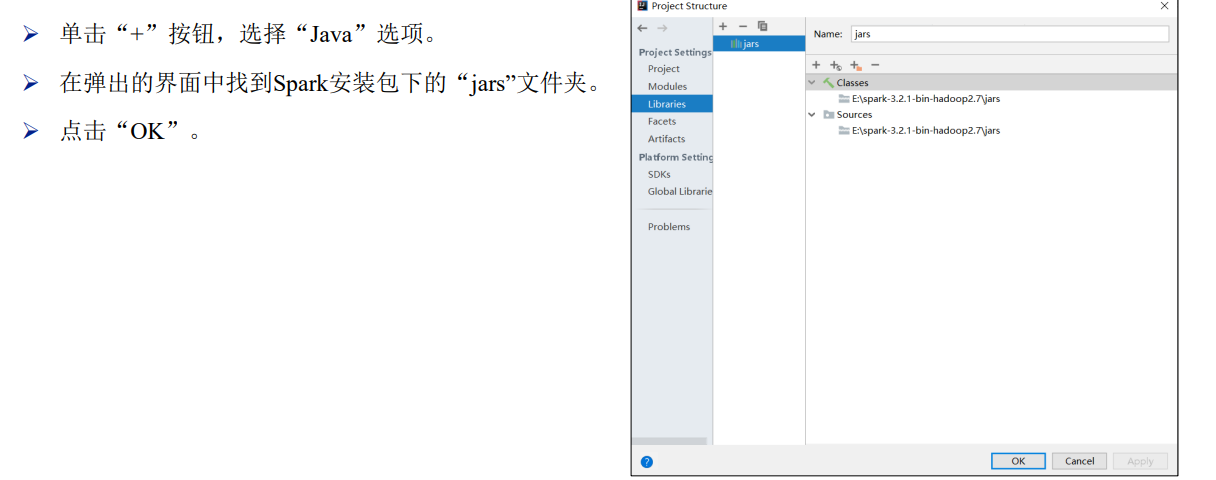 单击“+”按钮，选择“Java”选项。
在弹出的界面中找到Spark安装包下的“jars”文件夹。
点击“OK”。
Project Structure
Project Settings
Project
Modules
Libraries
Facets
Artifacts
Platform Setting
SDKs
Global Librarie
Problems
jars
Name: jars
Classes
E:\spark-3.2.1-bin-hadoop2.7\jars
Sources
E:\spark-3.2.1-bin-hadoop2.7\jars
?
OK Cancel Apply